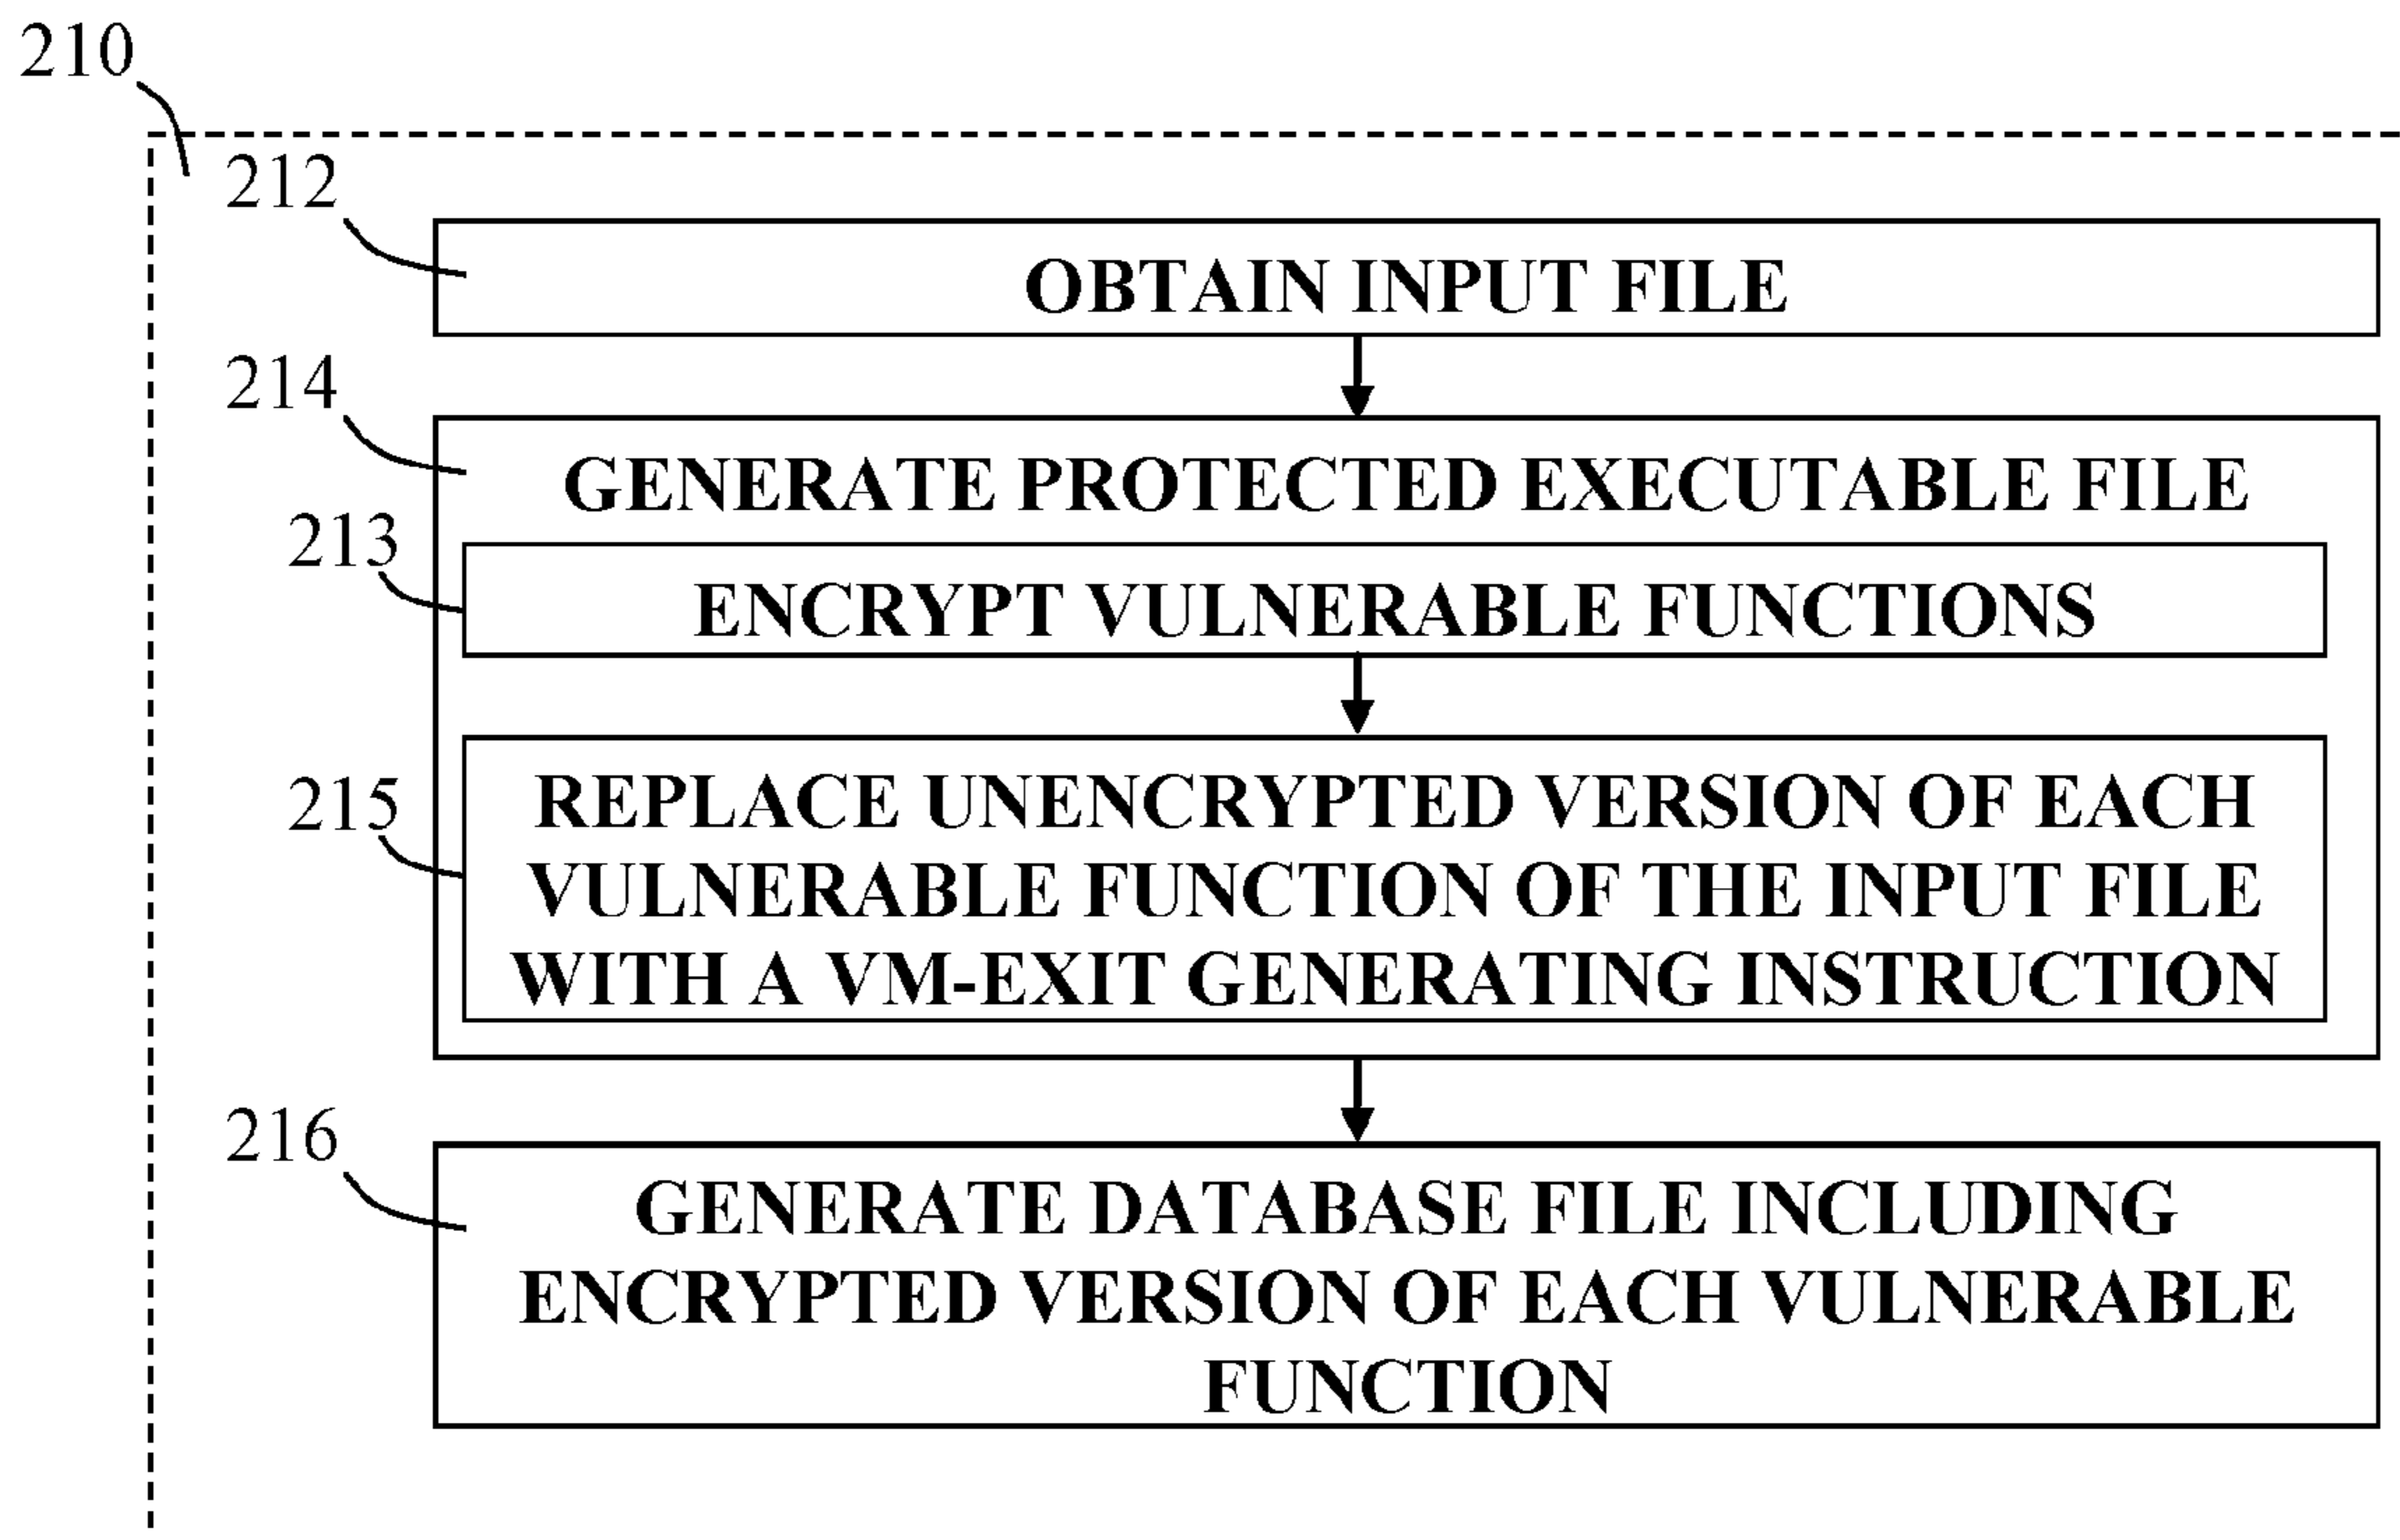 210
212
OBTAIN INPUT FILE
214
GENERATE PROTECTED EXECUTABLE FILE
213
ENCRYPT VULNERABLE FUNCTIONS
215
REPLACE UNENCRYPTED VERSION OF EACH
VULNERABLE FUNCTION OF THE INPUT FILE
WITH A VM-EXIT GENERATING INSTRUCTION
216
GENERATE DATABASE FILE INCLUDING
ENCRYPTED VERSION OF EACH VULNERABLE
FUNCTION